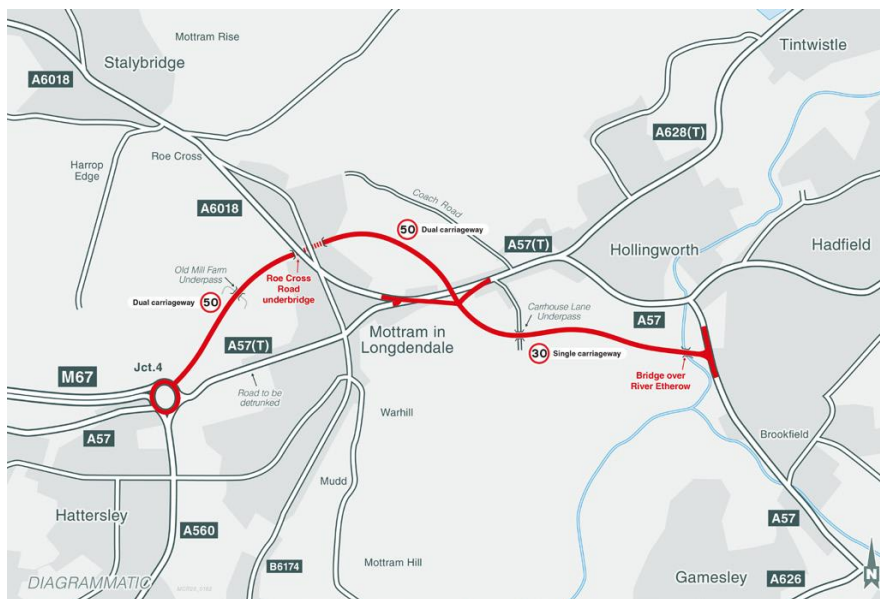 Mottram Rise
Stalybridge
Tintwistle
A6018
A628(T)
Roe Cross
Harrop
Edge
Coach Road
A6018
50 Dual carriageway
A57(T)
Hollingworth
Hadfield
Old Mill Farm
Underpass
Roe Cross
Road
underbridge
Dual carriageway 50
Carrhouse Lane
Underpass
A57
Mottram in
Longdendale
A57(T)
Jct.4
30 Single carriageway
M67
Road to be
detrunked
Bridge over
River Etherow
Warhill
A57
Brookfield
Mudd
Hattersley
A57
A560
Mottram Hill
B6174
DIAGRAMMATIC
Gamesley
A626
N